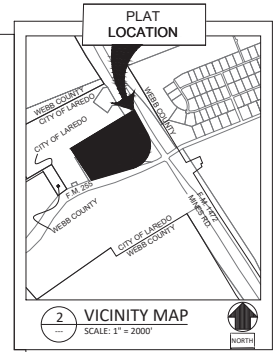 PLAT
LOCATION
WEBB COUNTY
CITY OF LAREDO
CITY OF LAREDO
WEBB COUNTY
F.M. 255
WEBB COUNTY
F.M. 1472
MINES RD.
CITY OF LAREDO
WEBB COUNTY
2
---
VICINITY MAP
SCALE: 1" = 2000'
NORTH